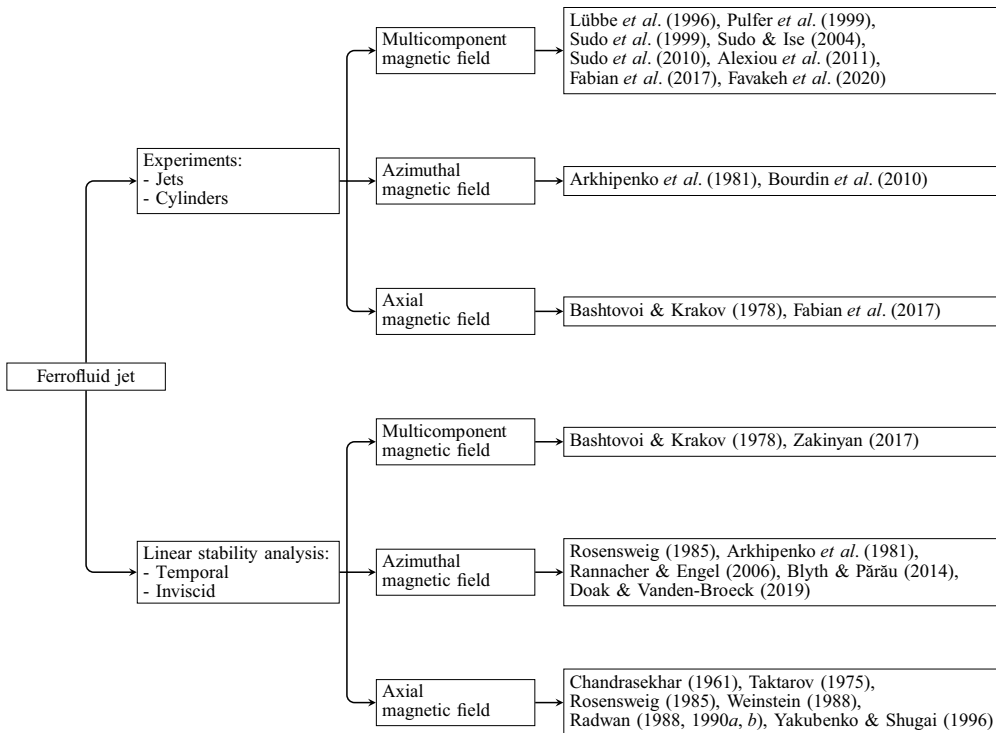 Ferrofluid jet
Experiments:
- Jets
- Cylinders
Multicomponent
magnetic field
Lübbe et al. (1996), Pulfer et al. (1999),
Sudo et al. (1999), Sudo & Ise (2004),
Sudo et al. (2010), Alexiou et al. (2011),
Fabian et al. (2017), Favakeh et al. (2020)
Azimuthal
magnetic field
Arkhipenko et al. (1981), Bourdin et al. (2010)
Axial
magnetic field
Bashtovoi & Krakov (1978), Fabian et al. (2017)
Linear stability analysis:
- Temporal
- Inviscid
Multicomponent
magnetic field
Bashtovoi & Krakov (1978), Zakinyan (2017)
Azimuthal
magnetic field
Rosensweig (1985), Arkhipenko et al. (1981),
Rannacher & Engel (2006), Blyth & Părău (2014),
Doak & Vanden-Broeck (2019)
Axial
magnetic field
Chandrasekhar (1961), Taktarov (1975),
Rosensweig (1985), Weinstein (1988),
Radwan (1988, 1990a, b), Yakubenko & Shugai (1996)